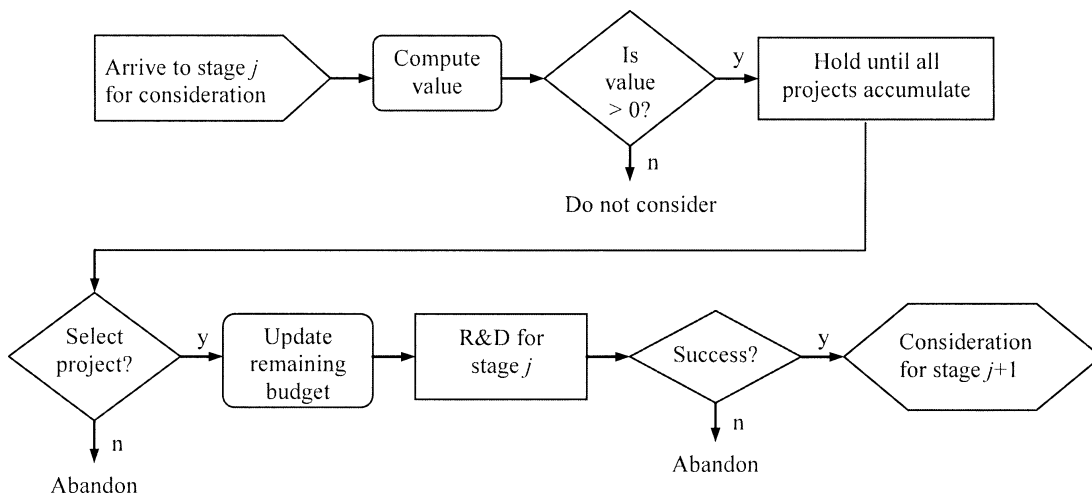 Arrive to stage j
for consideration
Compute
value
Is
value
> 0?
y
Hold until all
projects accumulate
n
Do not consider
Select
project?
y
Update
remaining
budget
R&D for
stage j
Success?
y
Consideration
for stage j+1
n
Abandon
n
Abandon